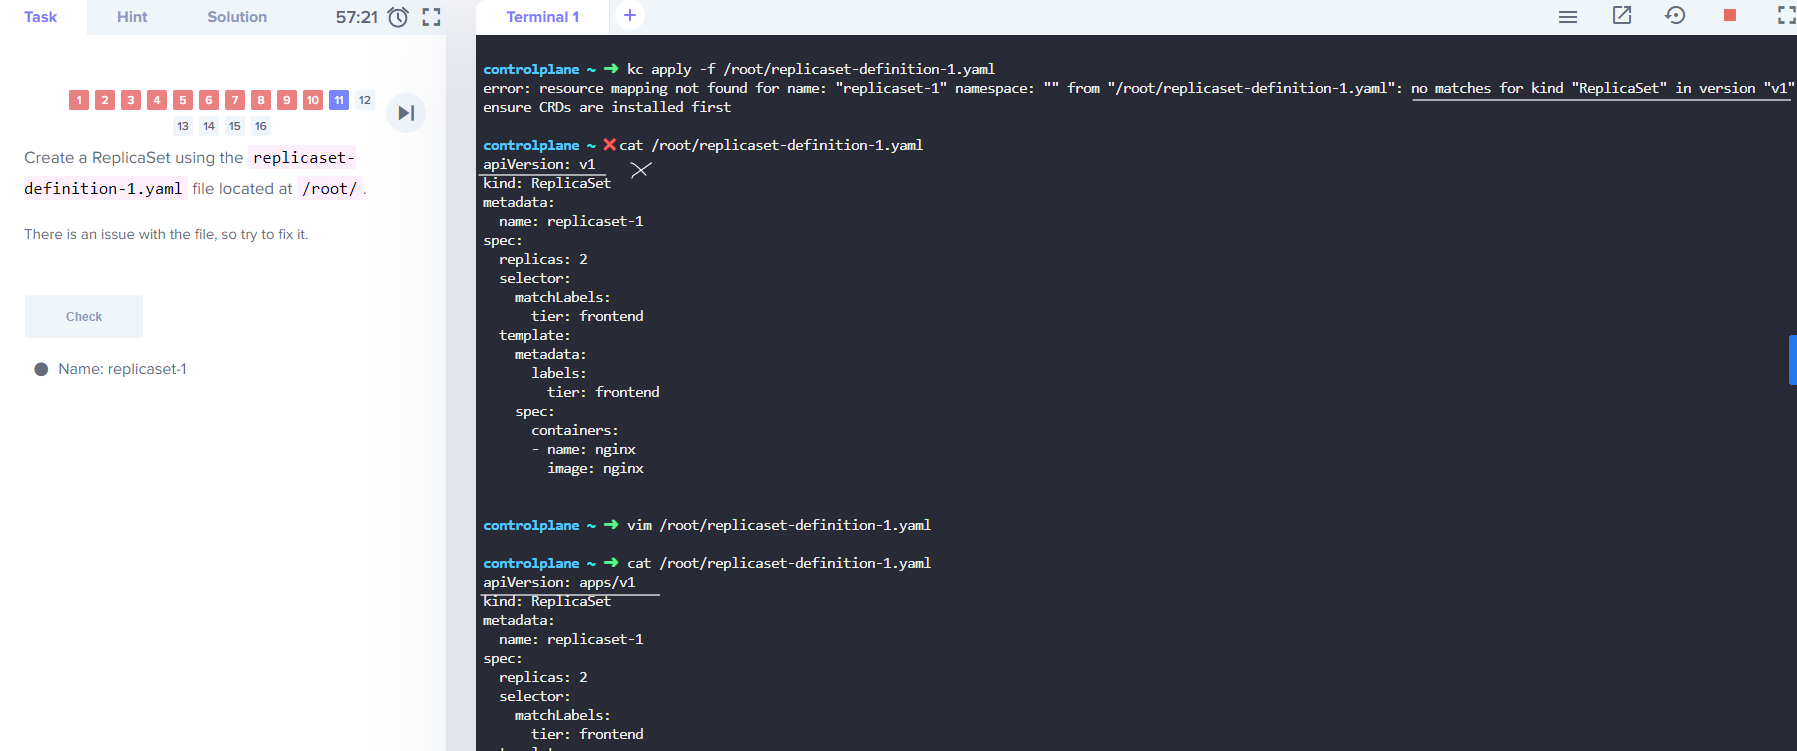 Task Hint Solution 57:21
Terminal 1 +
1 2 3 4 5 6 7 8 9 10 11 12
13 14 15 16
Create a ReplicaSet using the replicaset-
definition-1.yaml file located at /root/ .
There is an issue with the file, so try to fix it.
Check
Name: replicaset-1
controlplane ~ ➜ kc apply -f /root/replicaset-definition-1.yaml
error: resource mapping not found for name: "replicaset-1" namespace: "" from "/root/replicaset-definition-1.yaml": no matches for kind "ReplicaSet" in version "v1"
ensure CRDs are installed first
controlplane ~ ✖ cat /root/replicaset-definition-1.yaml
apiVersion: v1
kind: ReplicaSet
metadata:
  name: replicaset-1
spec:
  replicas: 2
  selector:
    matchLabels:
      tier: frontend
  template:
    metadata:
      labels:
        tier: frontend
    spec:
      containers:
      - name: nginx
        image: nginx
controlplane ~ ➜ vim /root/replicaset-definition-1.yaml
controlplane ~ ➜ cat /root/replicaset-definition-1.yaml
apiVersion: apps/v1
kind: ReplicaSet
metadata:
  name: replicaset-1
spec:
  replicas: 2
  selector:
    matchLabels:
      tier: frontend